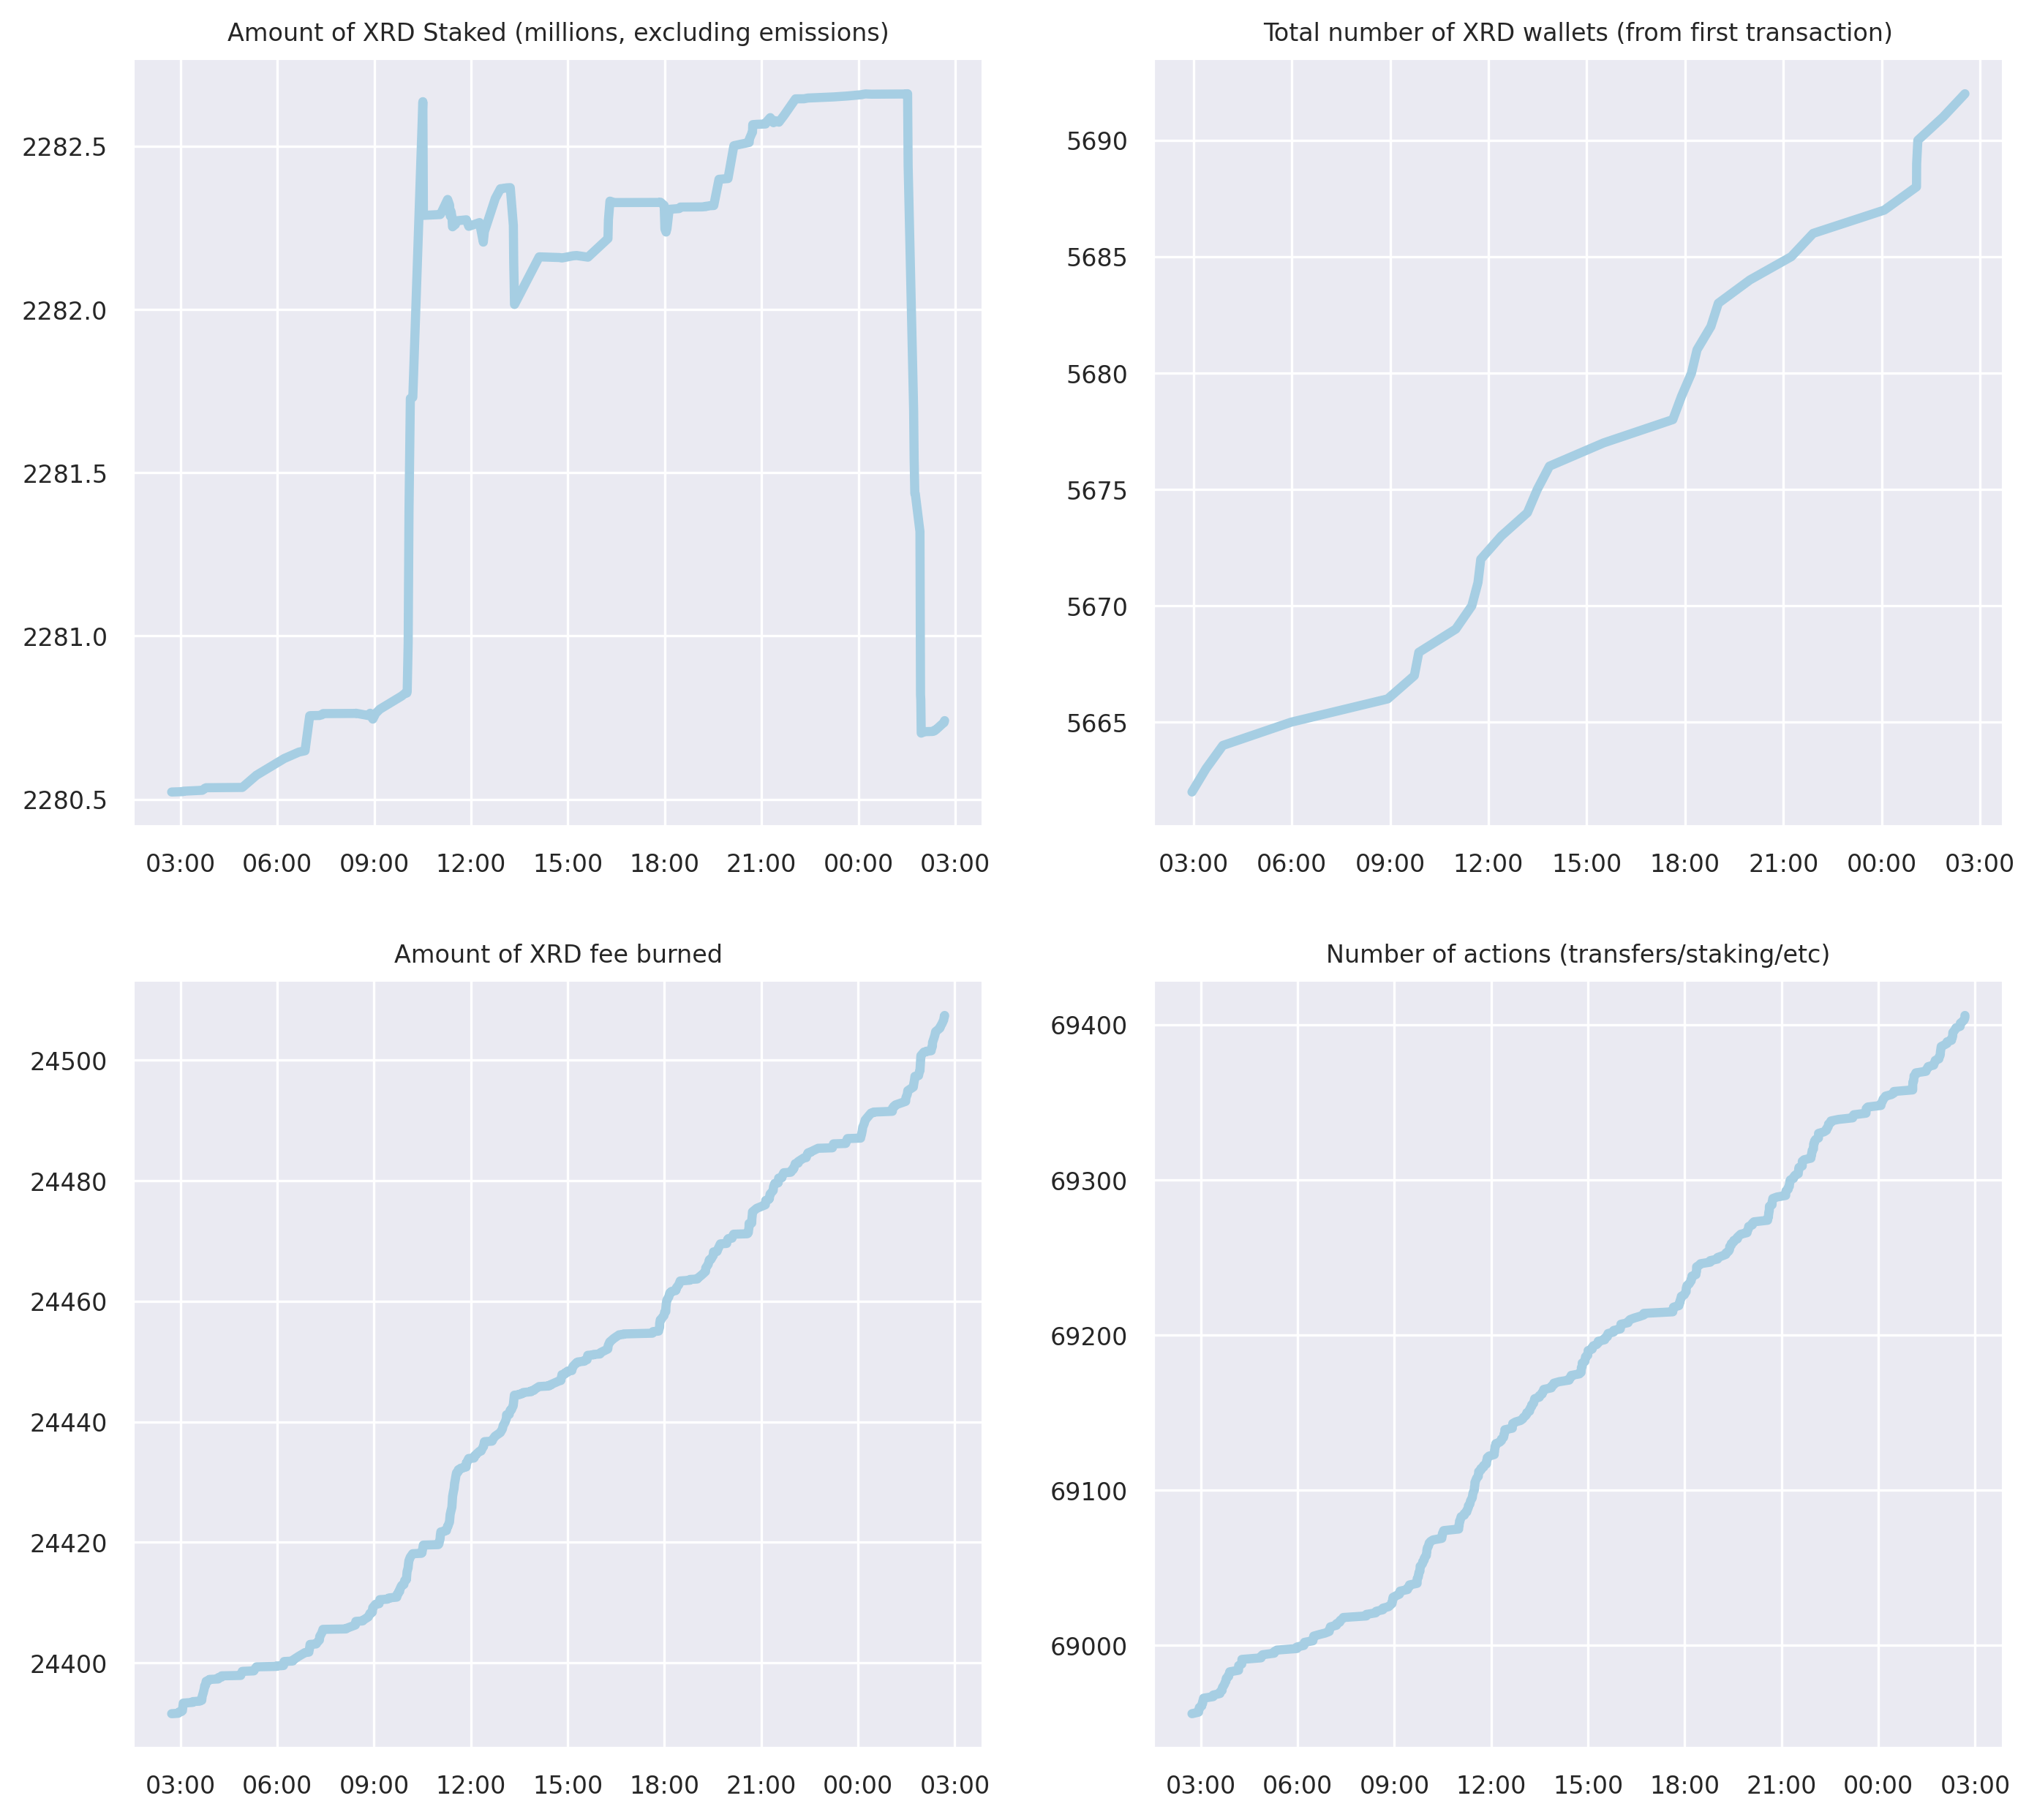 Amount of XRD Staked (millions, excluding emissions)
2282.5
2282.0
2281.5
2281.0
2280.5
03:00 06:00 09:00 12:00 15:00 18:00 21:00 00:00 03:00
Total number of XRD wallets (from first transaction)
5690
5685
5680
5675
5670
5665
03:00 06:00 09:00 12:00 15:00 18:00 21:00 00:00 03:00
Amount of XRD fee burned
24500
24480
24460
24440
24420
24400
03:00 06:00 09:00 12:00 15:00 18:00 21:00 00:00 03:00
Number of actions (transfers/staking/etc)
69400
69300
69200
69100
69000
03:00 06:00 09:00 12:00 15:00 18:00 21:00 00:00 03:00